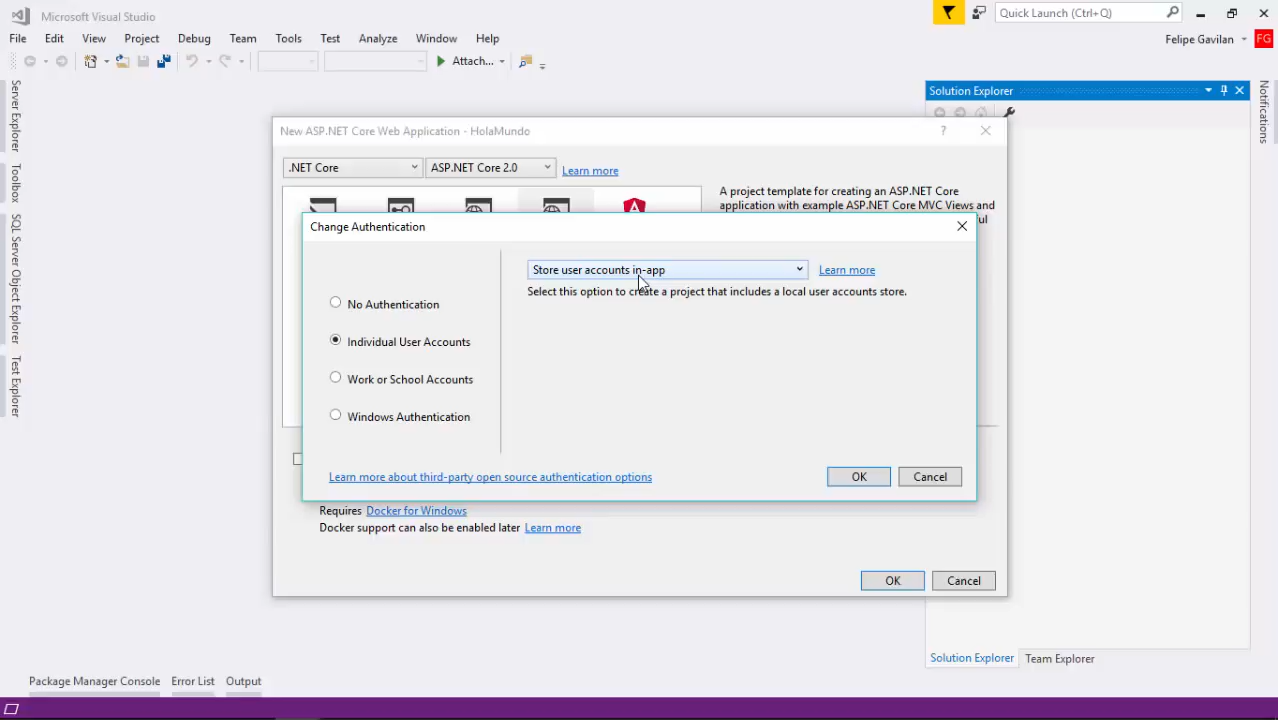 Microsoft Visual Studio
Quick Launch (Ctrl+Q)
File Edit View Project Debug Team Tools Test Analyze Window Help
Felipe Gavilan FG
Attach...
Server Explorer
Toolbox
SQL Server Object Explorer
Test Explorer
Solution Explorer
Notifications
New ASP.NET Core Web Application - HolaMundo
?
.NET Core
ASP.NET Core 2.0
Learn more
A project template for creating an ASP.NET Core
application with example ASP.NET Core MVC Views and
Change Authentication
No Authentication
Individual User Accounts
Work or School Accounts
Windows Authentication
Store user accounts in-app
Learn more
Select this option to create a project that includes a local user accounts store.
Learn more about third-party open source authentication options
OK
Cancel
Requires Docker for Windows
Docker support can also be enabled later Learn more
OK
Cancel
Solution Explorer Team Explorer
Package Manager Console Error List Output